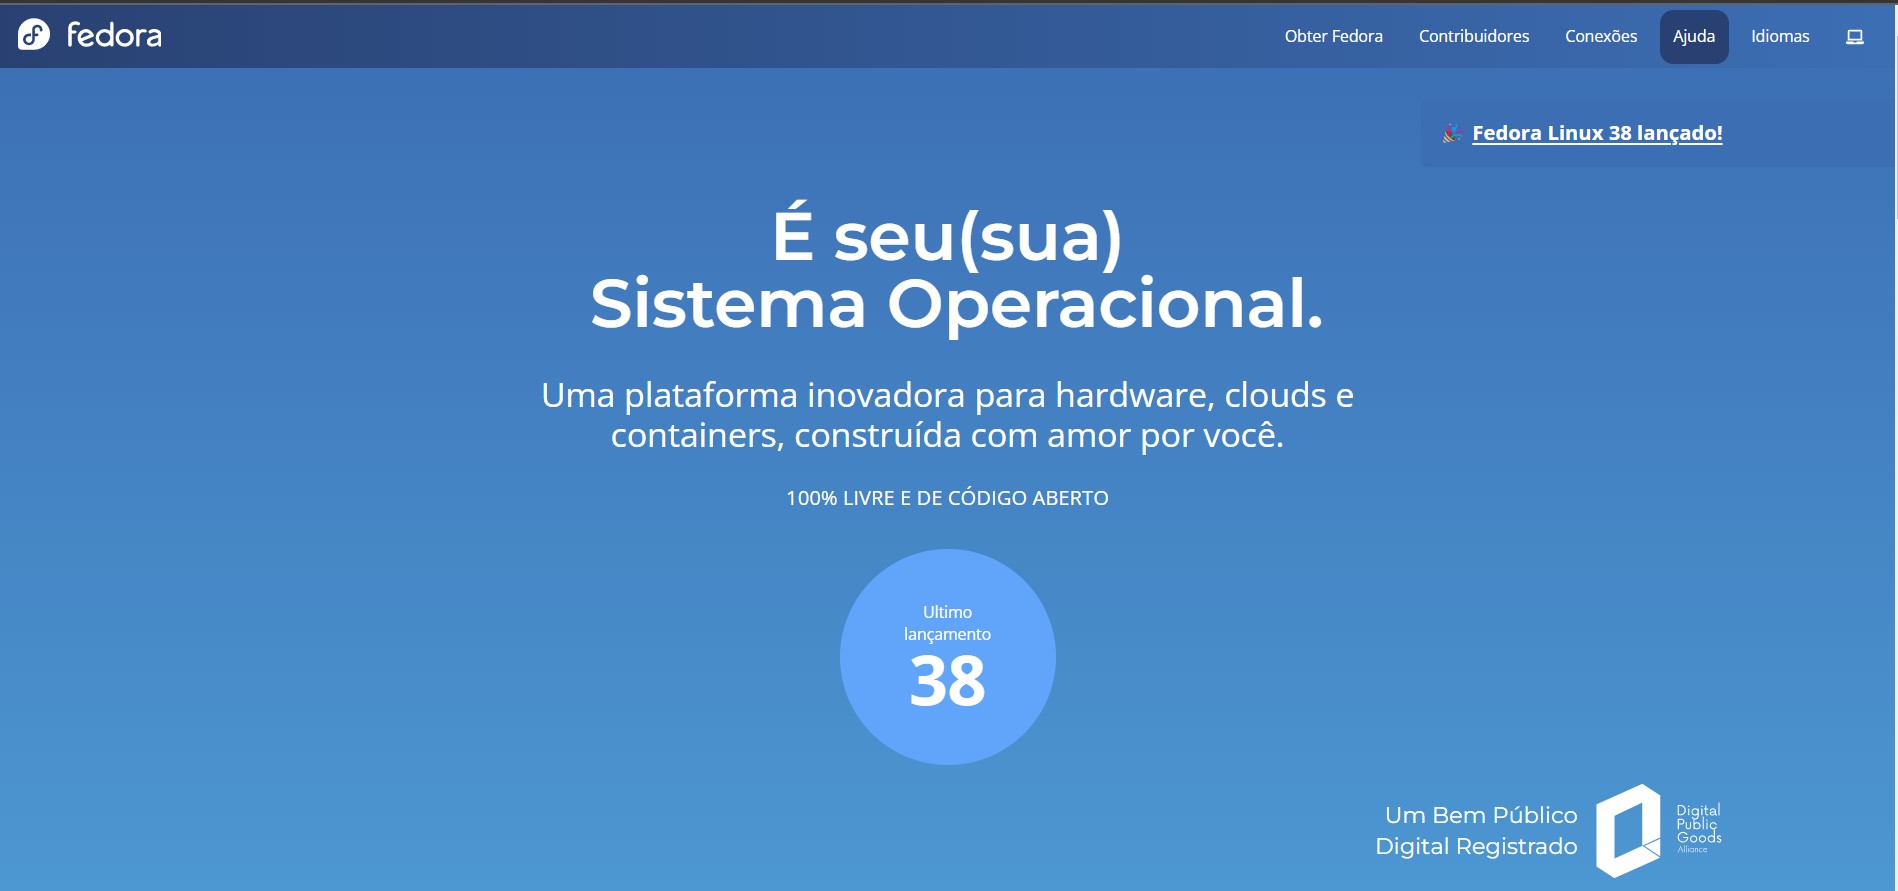 fedora
Obter Fedora Contribuidores Conexões Ajuda Idiomas
Fedora Linux 38 lançado!
É seu(sua)
Sistema Operacional.
Uma plataforma inovadora para hardware, clouds e
containers, construída com amor por você.
100% LIVRE E DE CÓDIGO ABERTO
Ultimo
lançamento
38
Um Bem Público
Digital Registrado
Digital
Public
Goods
Alliance